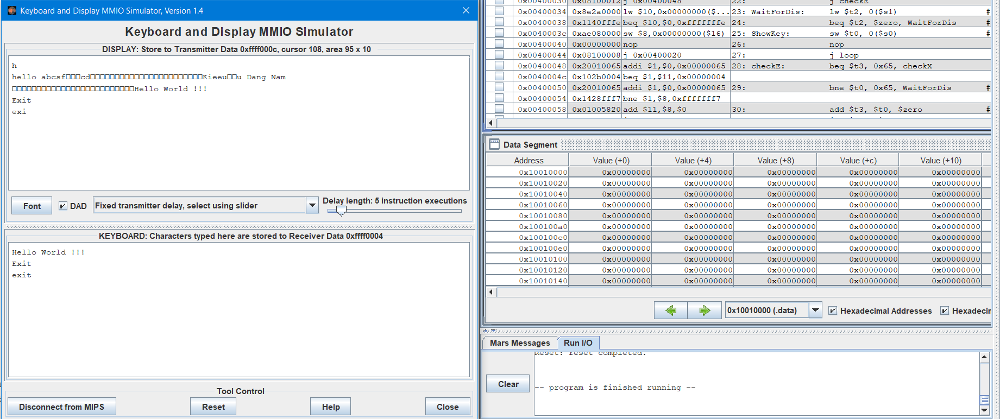 Keyboard and Display MMIO Simulator, Version 1.4
Keyboard and Display MMIO Simulator
DISPLAY: Store to Transmitter Data 0xffff000c, cursor 108, area 95 x 10
h
hello abcsf□□□cd□□□□□□□□□□□□□□□□□□□□□□□Kieeu□□u Dang Nam
□□□□□□□□□□□□□□□□□□□□□□□□□Hello World !!!
Exit
exi
Font
DAD
Fixed transmitter delay, select using slider
Delay length: 5 instruction executions
KEYBOARD: Characters typed here are stored to Receiver Data 0xffff0004
Hello World !!!
Exit
exit
Tool Control
Disconnect from MIPS
Reset
Help
Close
0x00400030 0x08100012 j 0x00400048 22: j checkE
0x00400034 0x8e2a0000 lw $10,0x00000000($... 23: WaitForDis: lw $t2, 0($s1) #
0x00400038 0x1140fffe beq $10,$0,0xfffffffe 24: beq $t2, $zero, WaitForDis #
0x0040003c 0xae080000 sw $8,0x00000000($16) 25: ShowKey: sw $t0, 0($s0) #
0x00400040 0x00000000 nop 26: nop
0x00400044 0x08100008 j 0x00400020 27: j loop
0x00400048 0x20010065 addi $1,$0,0x00000065 28: checkE: beq $t3, 0x65, checkX
0x0040004c 0x102b0004 beq $1,$11,0x00000004
0x00400050 0x20010065 addi $1,$0,0x00000065 29: bne $t0, 0x65, WaitForDis #
0x00400054 0x1428fff7 bne $1,$8,0xfffffff7
0x00400058 0x01005820 add $11,$8,$0 30: add $t3, $t0, $zero #
Data Segment
Address Value (+0) Value (+4) Value (+8) Value (+c) Value (+10)
0x10010000 0x00000000 0x00000000 0x00000000 0x00000000 0x00000000
0x10010020 0x00000000 0x00000000 0x00000000 0x00000000 0x00000000
0x10010040 0x00000000 0x00000000 0x00000000 0x00000000 0x00000000
0x10010060 0x00000000 0x00000000 0x00000000 0x00000000 0x00000000
0x10010080 0x00000000 0x00000000 0x00000000 0x00000000 0x00000000
0x100100a0 0x00000000 0x00000000 0x00000000 0x00000000 0x00000000
0x100100c0 0x00000000 0x00000000 0x00000000 0x00000000 0x00000000
0x100100e0 0x00000000 0x00000000 0x00000000 0x00000000 0x00000000
0x10010100 0x00000000 0x00000000 0x00000000 0x00000000 0x00000000
0x10010120 0x00000000 0x00000000 0x00000000 0x00000000 0x00000000
0x10010140 0x00000000 0x00000000 0x00000000 0x00000000 0x00000000
0x10010000 (.data)
Hexadecimal Addresses
Hexadecim
Mars Messages
Run I/O
Reset: reset completed.
Clear
-- program is finished running --